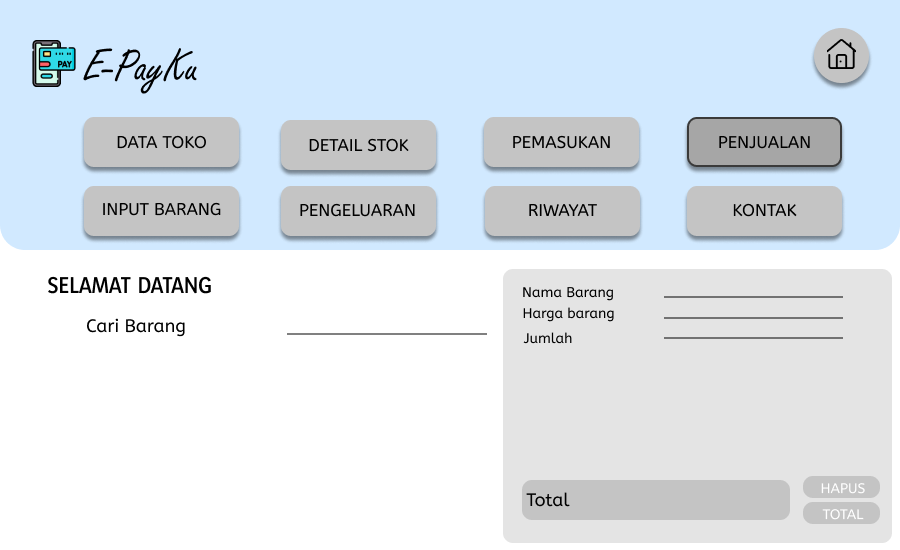 PAY
E-PayKu
DATA TOKO
DETAIL STOK
PEMASUKAN
PENJUALAN
INPUT BARANG
PENGELUARAN
RIWAYAT
KONTAK
SELAMAT DATANG
Cari Barang
Nama Barang
Harga barang
Jumlah
Total
HAPUS
TOTAL